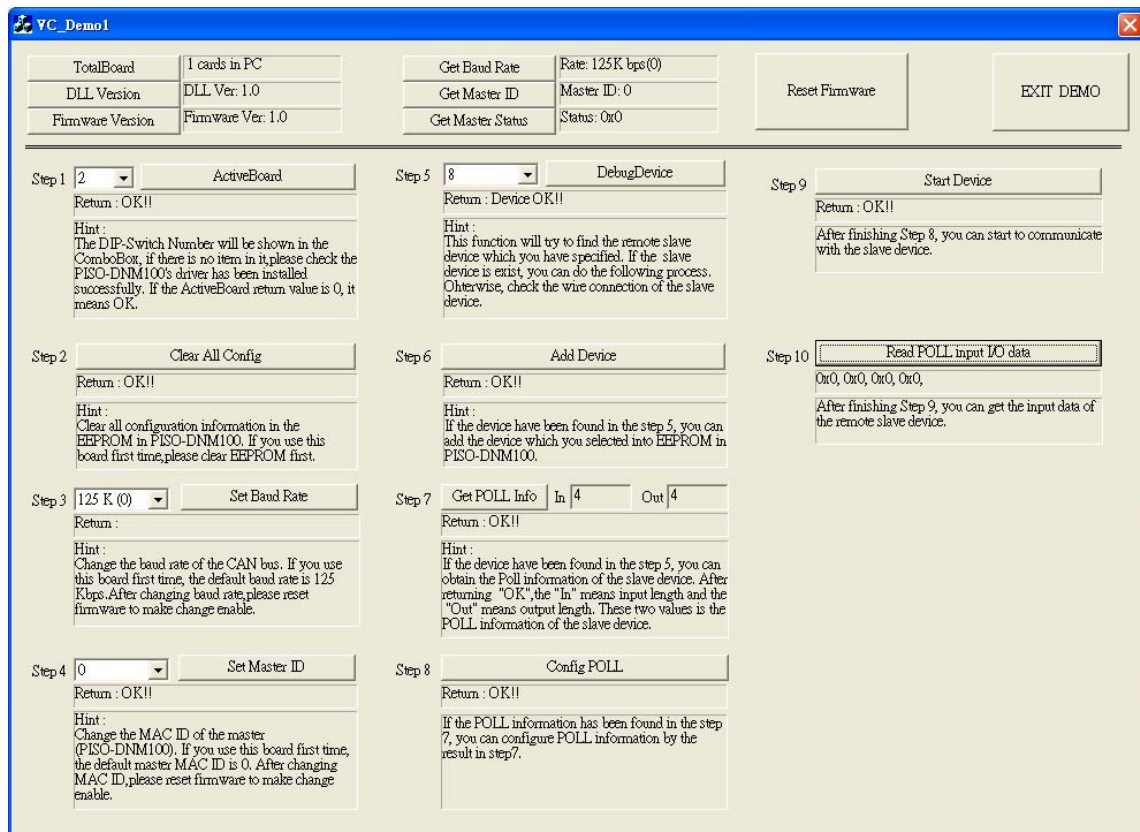 VC_Demo1
TotalBoard
1 cards in PC
DLL Version
DLL Ver: 1.0
Firmware Version
Firmware Ver: 1.0
Get Baud Rate
Rate: 125K bps(0)
Get Master ID
Master ID: 0
Get Master Status
Status: 0x0
Reset Firmware
EXIT DEMO
Step 1
2
ActiveBoard
Return : OK!!
Hint :
The DIP-Switch Number will be shown in the
ComboBox, if there is no item in it,please check the
PISO-DNM100's driver has been installed
successfully. If the ActiveBoard return value is 0, it
means OK.
Step 2
Clear All Config
Return : OK!!
Hint :
Clear all configuration information in the
EEPROM in PISO-DNM100. If you use this
board first time,please clear EEPROM first.
Step 3
125 K (0)
Set Baud Rate
Return :
Hint :
Change the baud rate of the CAN bus. If you use
this board first time, the default baud rate is 125
Kbps.After changing baud rate,please reset
firmware to make change enable.
Step 4
0
Set Master ID
Return : OK!!
Hint :
Change the MAC ID of the master
(PISO-DNM100). If you use this board first time,
the default master MAC ID is 0. After changing
MAC ID,please reset firmware to make change
enable.
Step 5
8
DebugDevice
Return : Device OK!!
Hint :
This function will try to find the remote slave
device which you have specified. If the slave
device is exist, you can do the following process.
Ohterwise, check the wire connection of the slave
device.
Step 6
Add Device
Return : OK!!
Hint :
If the device have been found in the step 5, you can
add the device which you selected into EEPROM in
PISO-DNM100.
Step 7
Get POLL Info
In 4
Out 4
Return : OK!!
Hint :
If the device have been found in the step 5, you can
obtain the Poll information of the slave device. After
returning "OK",the "In" means input length and the
"Out" means output length. These two values is the
POLL information of the slave device.
Step 8
Config POLL
Return : OK!!
If the POLL information has been found in the step
7, you can configure POLL information by the
result in step7.
Step 9
Start Device
Return : OK!!
After finishing Step 8, you can start to communicate
with the slave device.
Step 10
Read POLL input I/O data
0x0, 0x0, 0x0, 0x0,
After finishing Step 9, you can get the input data of
the remote slave device.